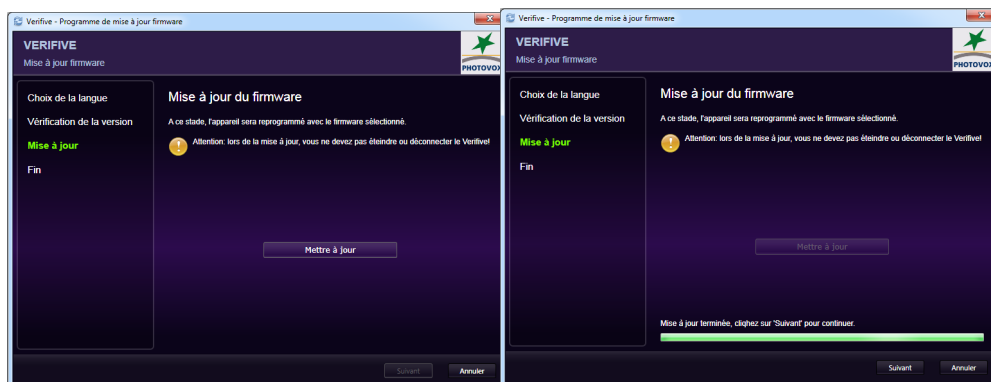 Verifive - Programme de mise à jour firmware
VERIFIVE
Mise à jour firmware
PHOTOVOX
Choix de la langue
Vérification de la version
Mise à jour
Fin
Mise à jour du firmware
A ce stade, l'appareil sera reprogrammé avec le firmware sélectionné.
Attention: lors de la mise à jour, vous ne devez pas éteindre ou déconnecter le Verifive!
Mettre à jour
Suivant
Annuler
Verifive - Programme de mise à jour firmware
VERIFIVE
Mise à jour firmware
PHOTOVOX
Choix de la langue
Vérification de la version
Mise à jour
Fin
Mise à jour du firmware
A ce stade, l'appareil sera reprogrammé avec le firmware sélectionné.
Attention: lors de la mise à jour, vous ne devez pas éteindre ou déconnecter le Verifive!
Mettre à jour
Mise à jour terminée, cliqhez sur 'Suivant' pour continuer.
Suivant
Annuler